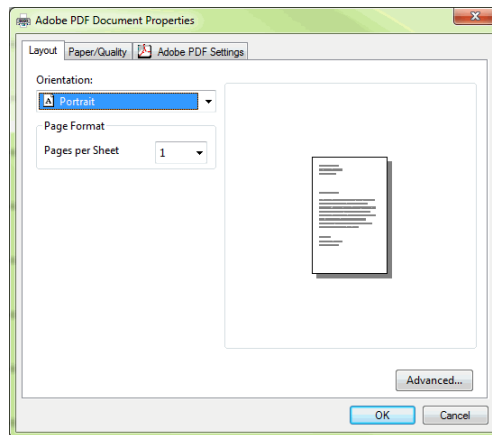 Adobe PDF Document Properties
Layout Paper/Quality Adobe PDF Settings
Orientation:
A Portrait
Page Format
Pages per Sheet 1
Advanced...
OK Cancel